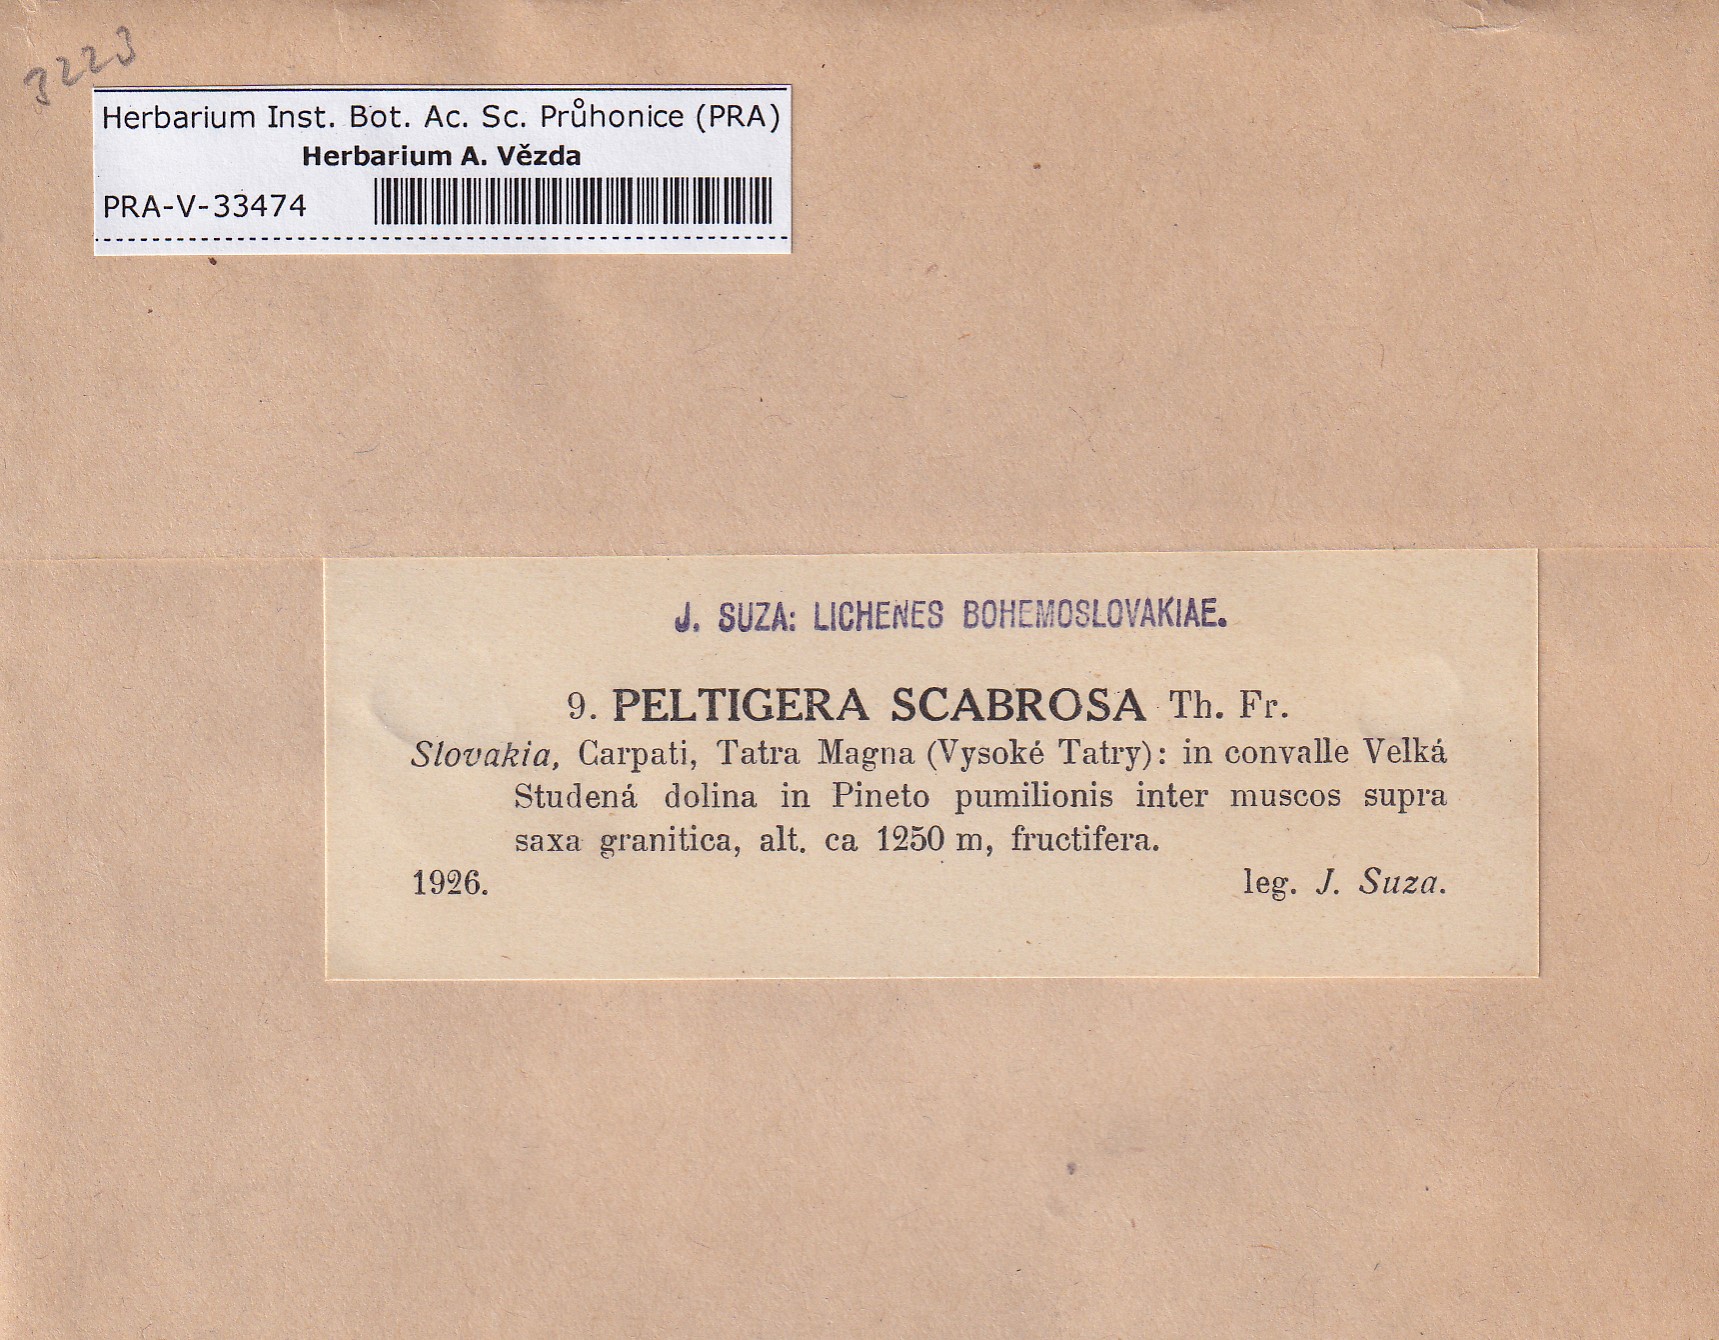 3223
Herbarium Inst. Bot. Ac. Sc. Průhonice (PRA)
Herbarium A. Vězda
PRA-V-33474
J. SUZA: LICHENES BOHEMOSLOVAKIAE.
9. PELTIGERA SCABROSA Th. Fr.
Slovakia, Carpati, Tatra Magna (Vysoké Tatry): in convalle Velká
Studená dolina in Pineto pumilionis inter muscos supra
saxa granitica, alt. ca 1250 m, fructifera.
1926. leg. J. Suza.